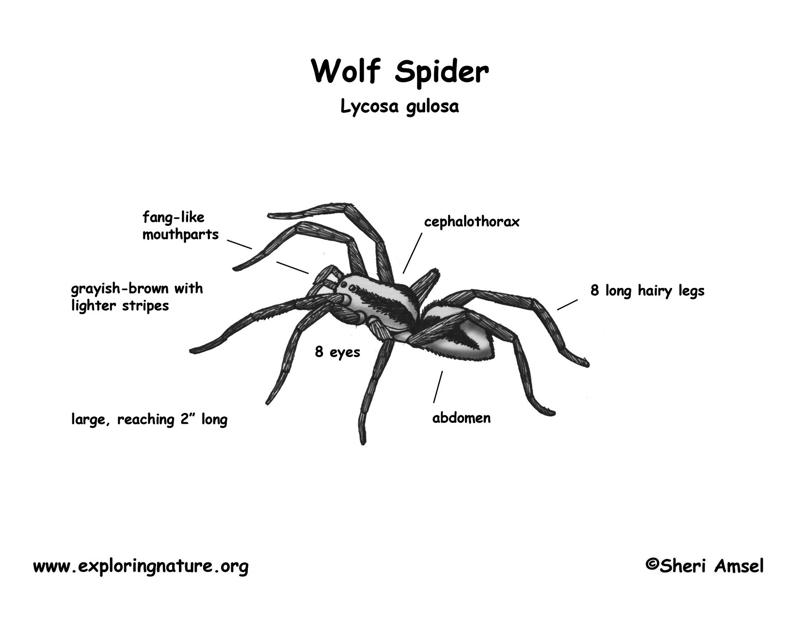 Wolf Spider
Lycosa gulosa
fang-like
mouthparts
cephalothorax
grayish-brown with
lighter stripes
8 long hairy legs
8 eyes
large, reaching 2” long
abdomen
www.exploringnature.org
©Sheri Amsel